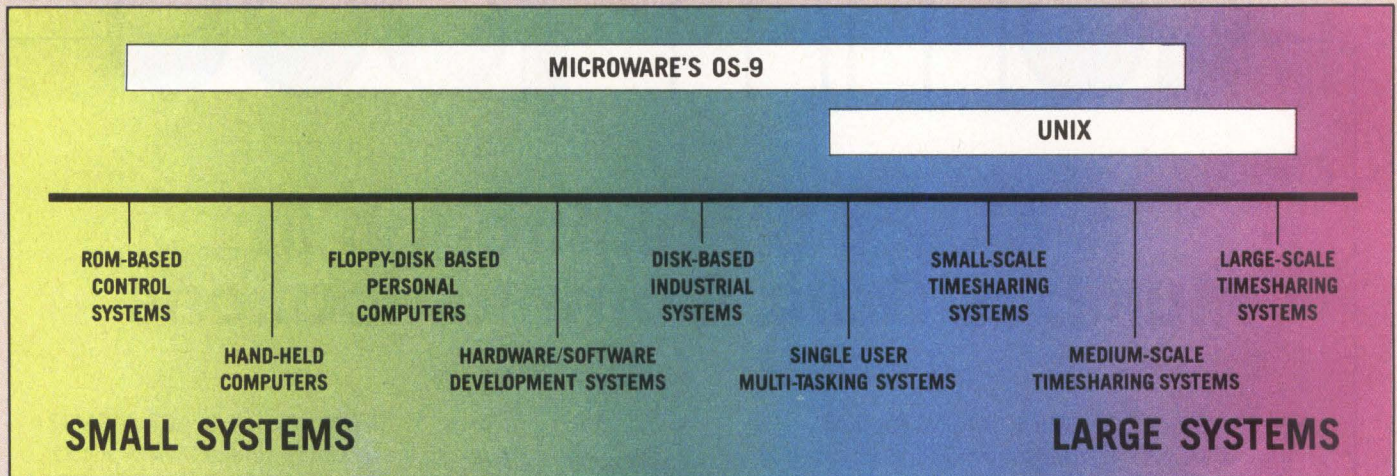 MICROWARE'S OS-9
UNIX
ROM-BASED
CONTROL
SYSTEMS
HAND-HELD
COMPUTERS
FLOPPY-DISK BASED
PERSONAL
COMPUTERS
HARDWARE/SOFTWARE
DEVELOPMENT SYSTEMS
DISK-BASED
INDUSTRIAL
SYSTEMS
SINGLE USER
MULTI-TASKING SYSTEMS
SMALL-SCALE
TIMESHARING
SYSTEMS
MEDIUM-SCALE
TIMESHARING SYSTEMS
LARGE-SCALE
TIMESHARING
SYSTEMS
SMALL SYSTEMS
LARGE SYSTEMS